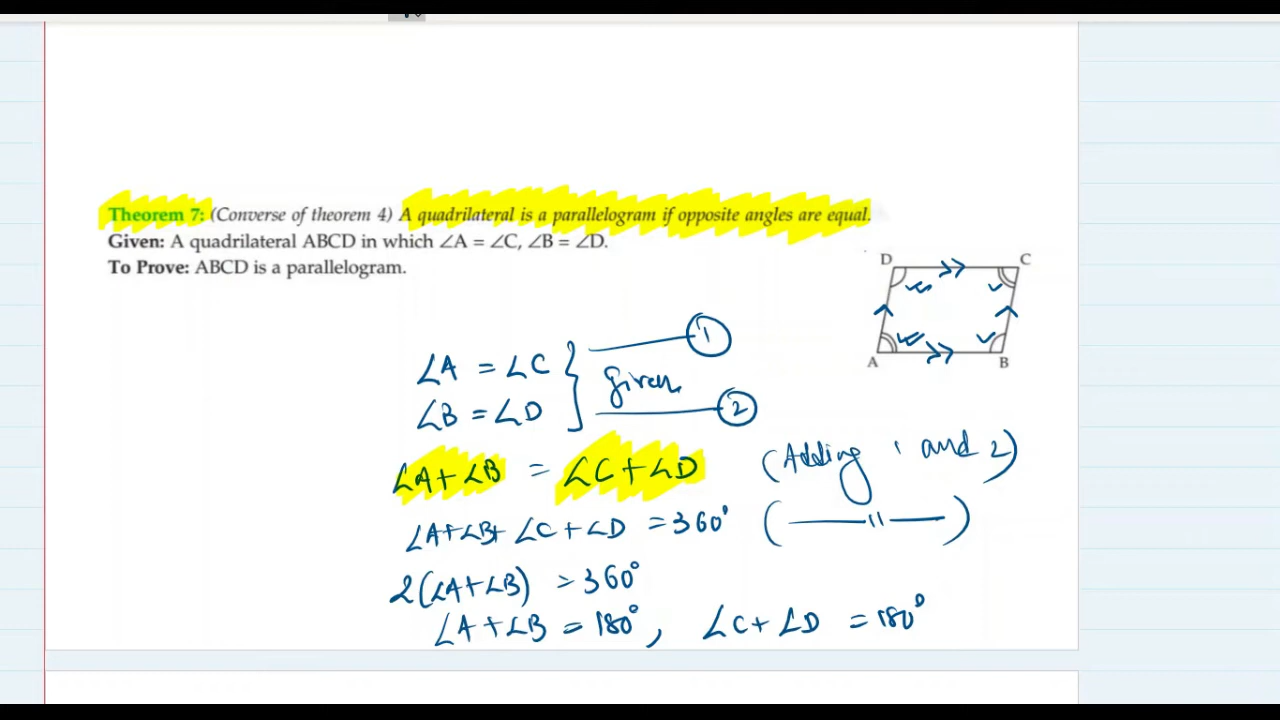 Theorem 7: (Converse of theorem 4) A quadrilateral is a parallelogram if opposite angles are equal.
Given: A quadrilateral ABCD in which ∠A = ∠C, ∠B = ∠D.
To Prove: ABCD is a parallelogram.
D C
A B
∠A = ∠C 1
given
∠B = ∠D 2
∠A+∠B = ∠C+∠D (Adding 1 and 2)
∠A+∠B+∠C+∠D = 360° ( —— 11 —— )
2(∠A+∠B) = 360°
∠A+∠B = 180°, ∠C+∠D = 180°